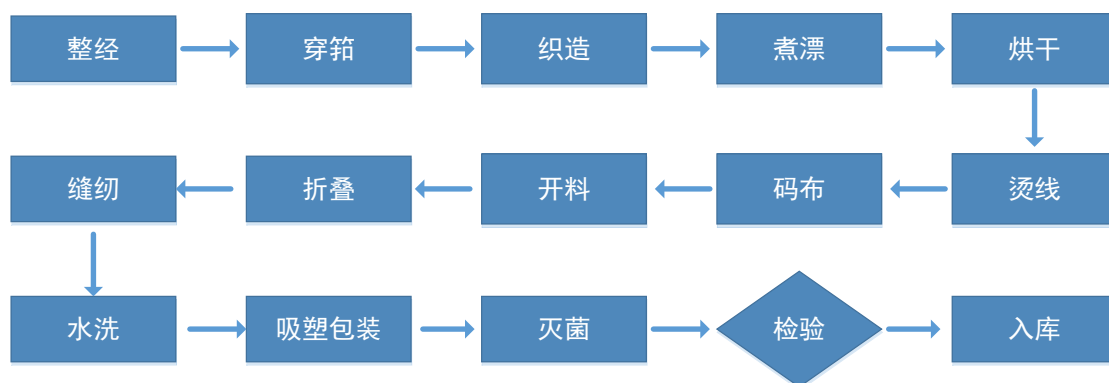 整经 穿筘 织造 煮漂 烘干
缝纫 折叠 开料 码布 烫线
水洗 吸塑包装 灭菌 检验 入库